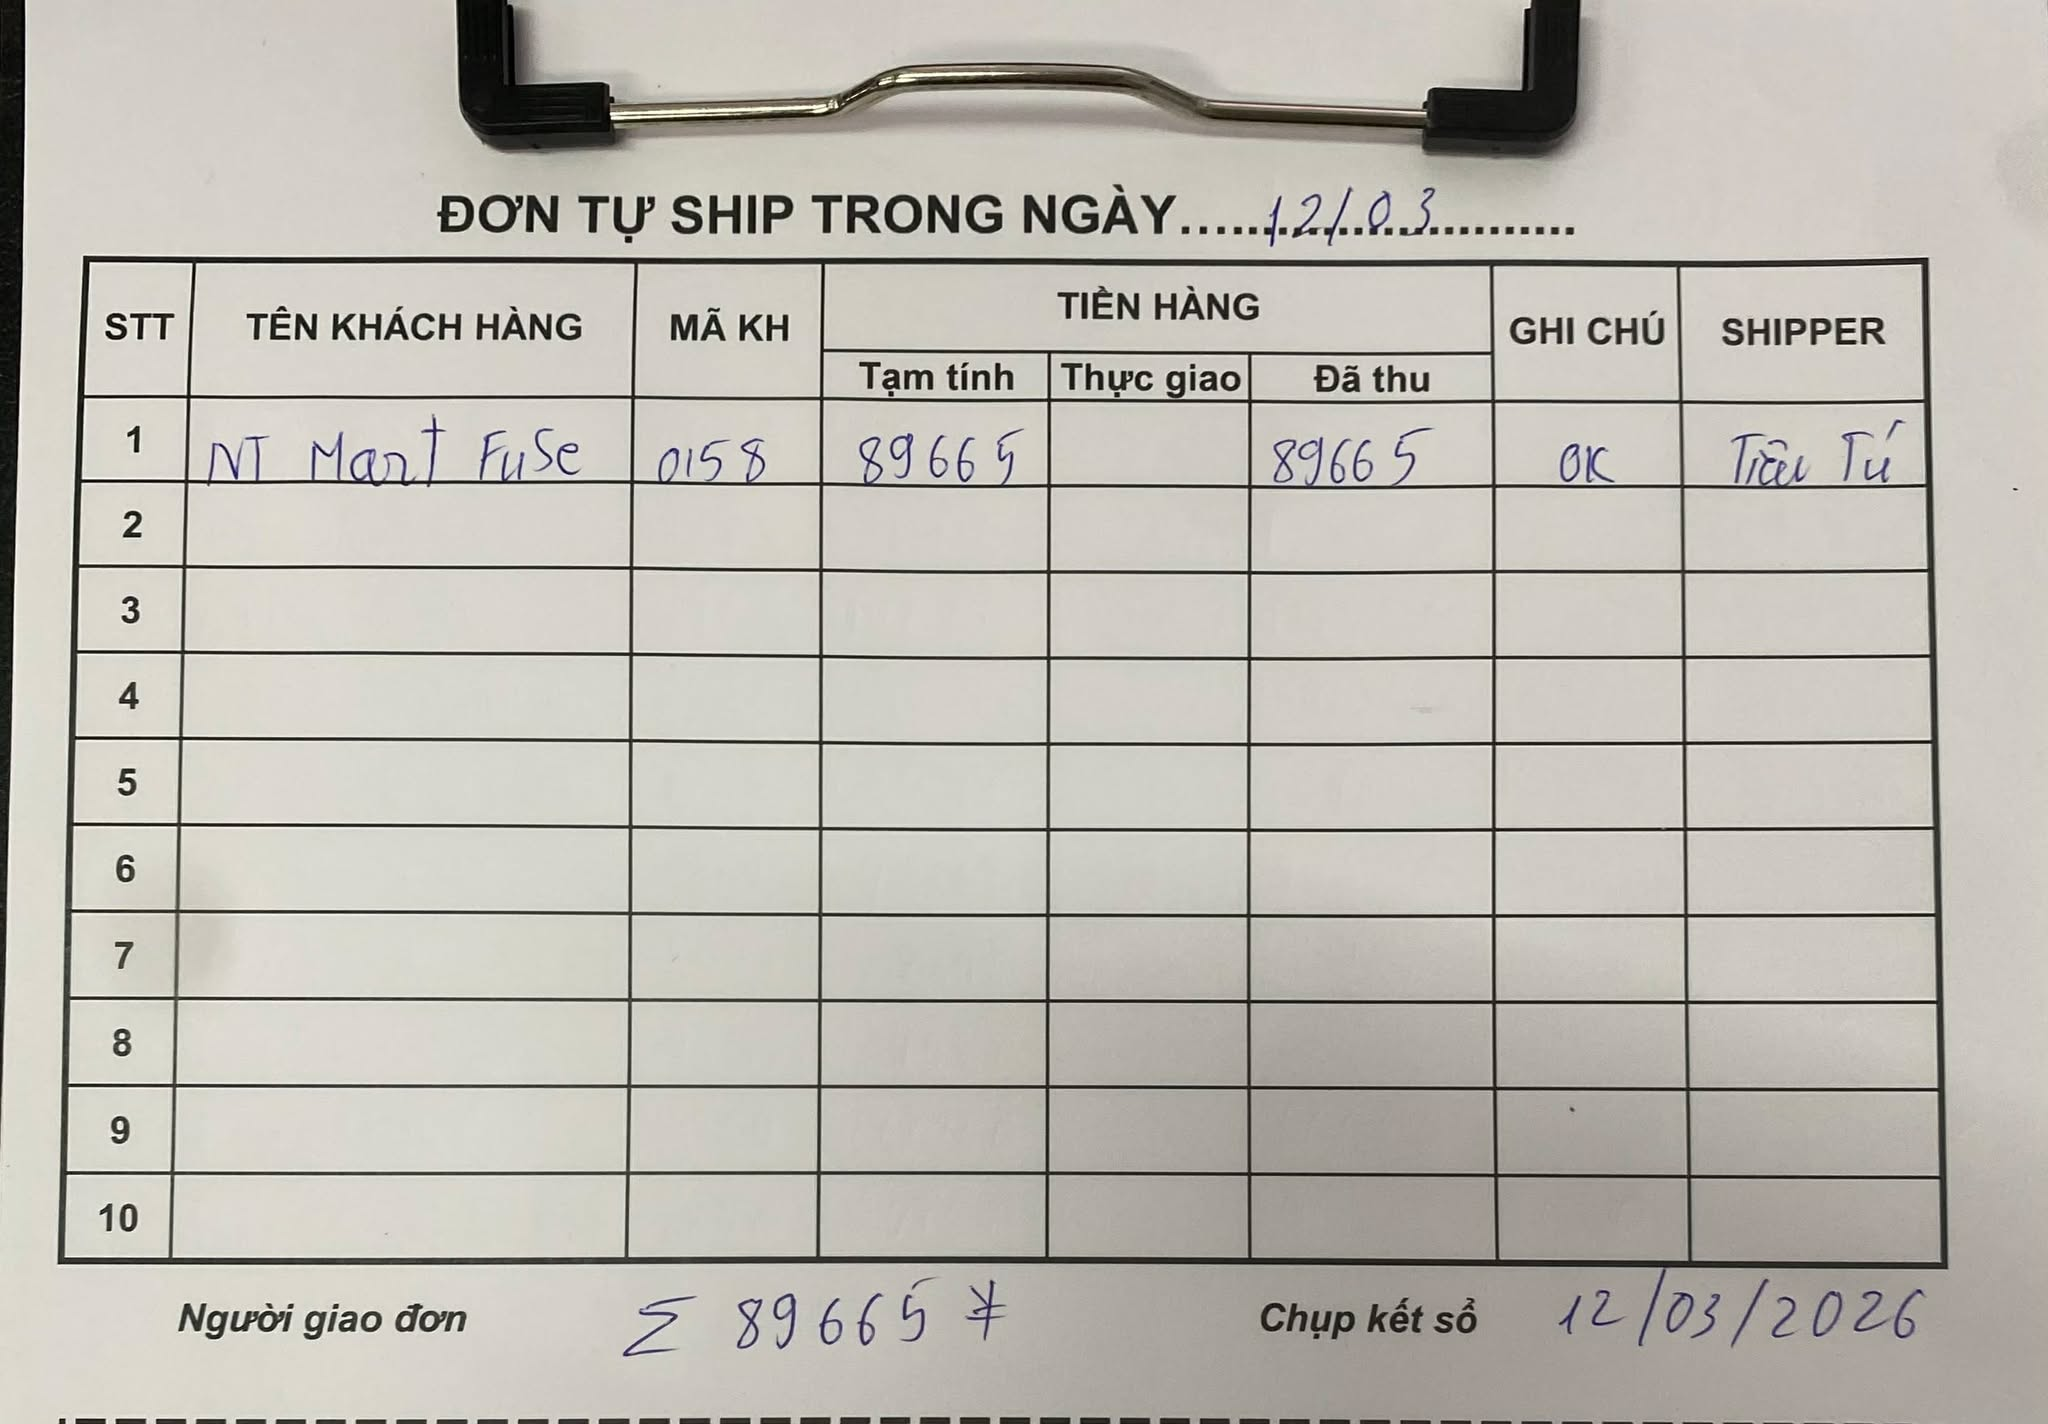 ĐƠN TỰ SHIP TRONG NGÀY......12/03..........
STT TÊN KHÁCH HÀNG MÃ KH TIỀN HÀNG GHI CHÚ SHIPPER
Tạm tính Thực giao Đã thu
1 NT Mart FuSe 0158 89665 89665 OK Tiểu Tú
2
3
4
5
6
7
8
9
10
Người giao đơn Σ 89665 ¥ Chụp kết sổ 12/03/2026